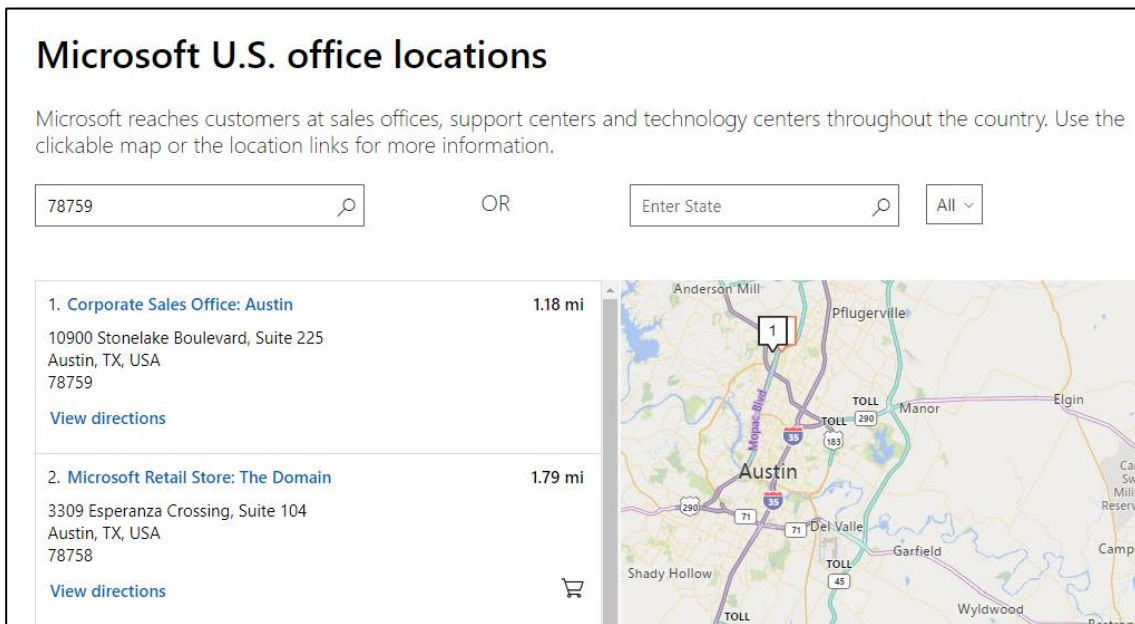 Microsoft U.S. office locations
Microsoft reaches customers at sales offices, support centers and technology centers throughout the country. Use the
clickable map or the location links for more information.
78759
OR
Enter State
All
1. Corporate Sales Office: Austin
1.18 mi
10900 Stonelake Boulevard, Suite 225
Austin, TX, USA
78759
View directions
2. Microsoft Retail Store: The Domain
1.79 mi
3309 Esperanza Crossing, Suite 104
Austin, TX, USA
78758
View directions
Anderson Mill
Pflugerville
1
Mopac Blvd
TOLL
290
Manor
Elgin
TOLL
35
183
Austin
35
290
71
71
Del Valle
Garfield
TOLL
45
Shady Hollow
Wyldwood
TOLL
Camp